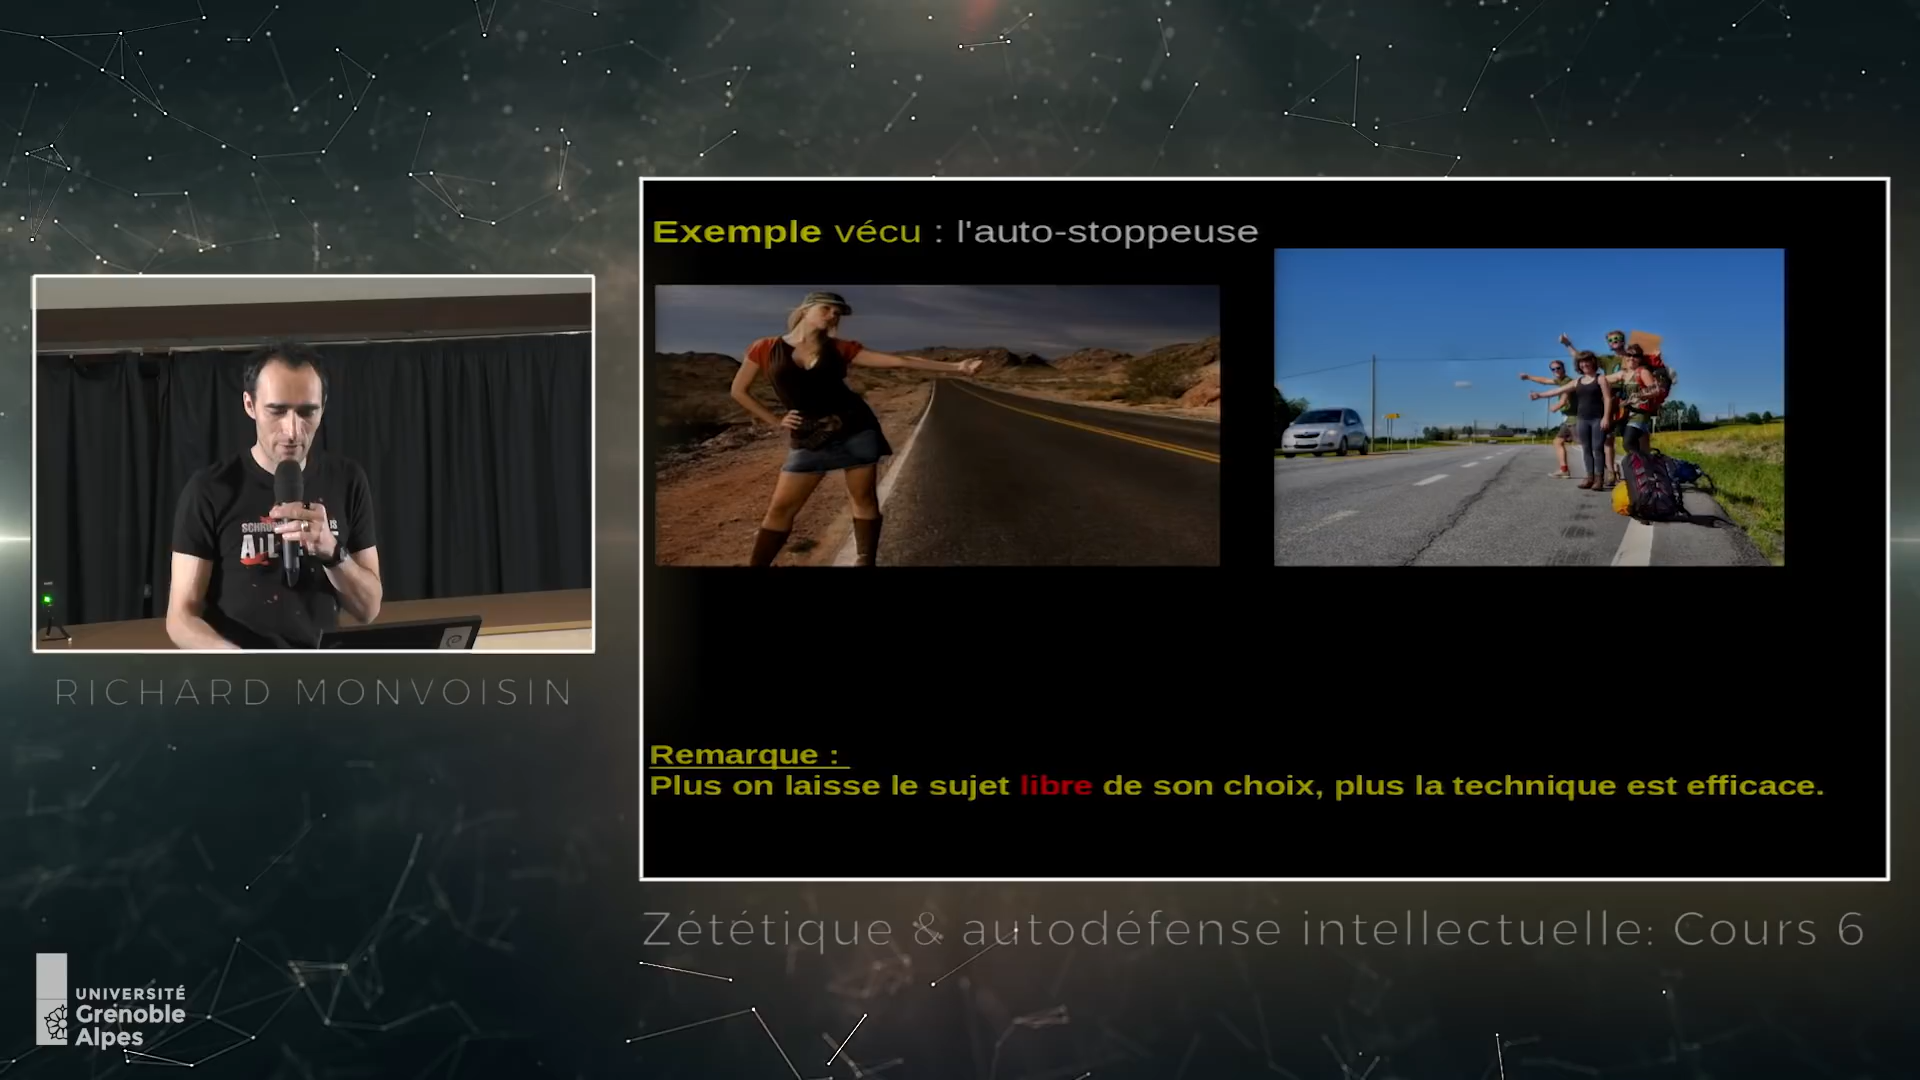 Exemple vécu : l'auto-stoppeuse
RICHARD MONVOISIN
Remarque :
Plus on laisse le sujet libre de son choix, plus la technique est efficace.
Zététique & autodéfense intellectuelle: Cours 6
UNIVERSITÉ
Grenoble
Alpes